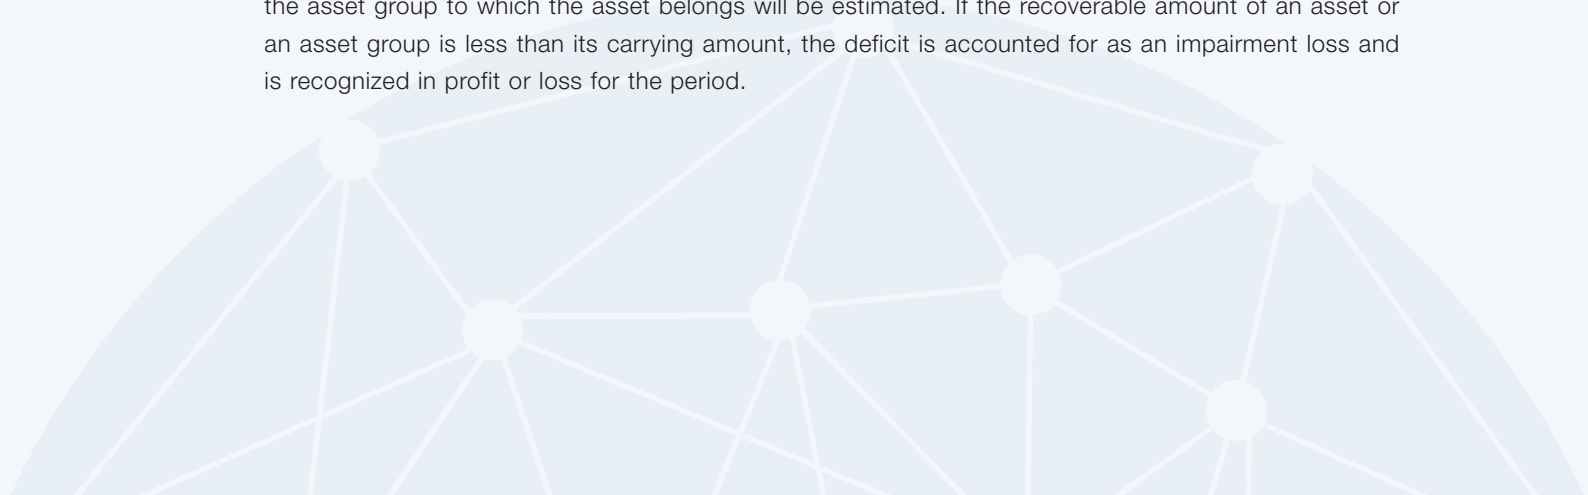 the asset group to which the asset belongs will be estimated. If the recoverable amount of an asset or
an asset group is less than its carrying amount, the deficit is accounted for as an impairment loss and
is recognized in profit or loss for the period.